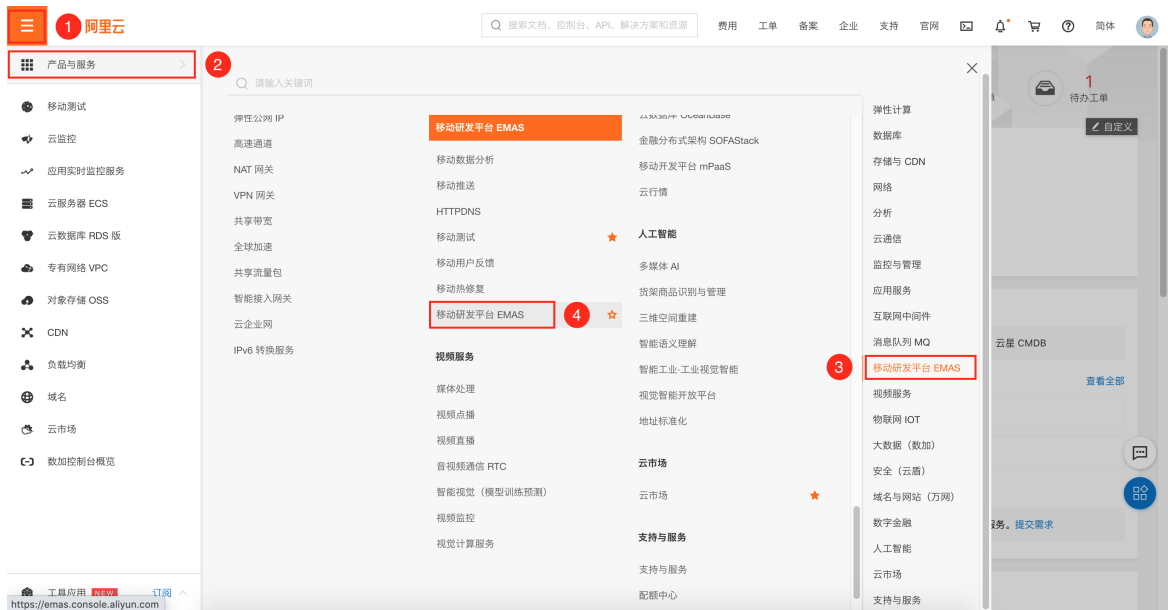 1
阿里云
搜索文档、控制台、API、解决方案和资源
费用
工单
备案
企业
支持
官网
简体
产品与服务
2
移动测试
云监控
应用实时监控服务
云服务器 ECS
云数据库 RDS 版
专有网络 VPC
对象存储 OSS
CDN
负载均衡
域名
云市场
数加控制台概览
工具应用 NEW 订阅
https://emas.console.aliyun.com
请输入关键词
弹性公网 IP
高速通道
NAT 网关
VPN 网关
共享带宽
全球加速
共享流量包
智能接入网关
云企业网
IPv6 转换服务
移动研发平台 EMAS
移动数据分析
移动推送
HTTPDNS
移动测试
移动用户反馈
移动热修复
移动研发平台 EMAS
4
视频服务
媒体处理
视频点播
视频直播
音视频通信 RTC
智能视觉（模型训练预测）
视频监控
视觉计算服务
云数据库 OceanBase
金融分布式架构 SOFAStack
移动开发平台 mPaaS
云行情
人工智能
多媒体 AI
货架商品识别与管理
三维空间重建
智能语义理解
智能工业·工业视觉智能
视觉智能开放平台
地址标准化
云市场
云市场
支持与服务
支持与服务
配额中心
弹性计算
数据库
存储与 CDN
网络
分析
云通信
监控与管理
应用服务
互联网中间件
消息队列 MQ
3
移动研发平台 EMAS
视频服务
物联网 IOT
大数据（数加）
安全（云盾）
域名与网站（万网）
数字金融
人工智能
云市场
支持与服务
1
待办工单
自定义
云星 CMDB
查看全部
服务。提交需求